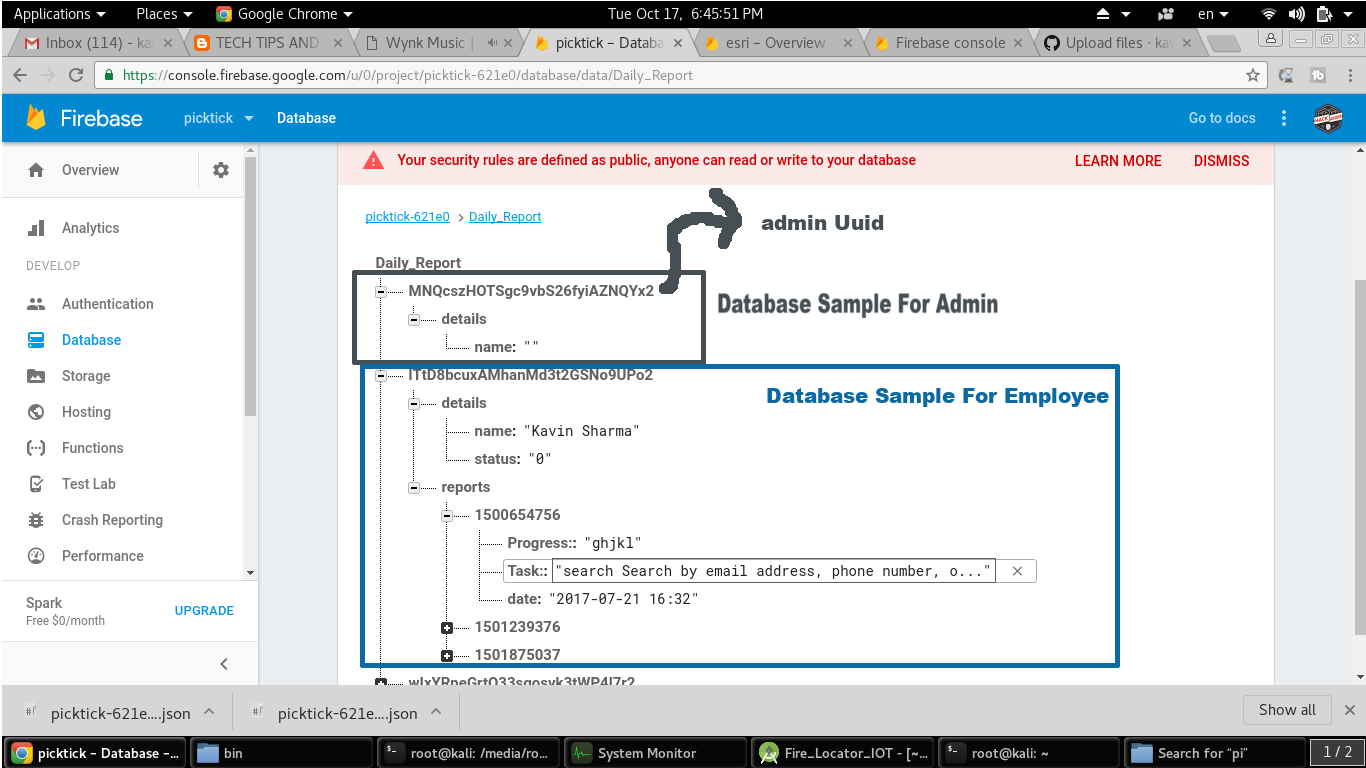 Applications Places Google Chrome Tue Oct 17, 6:45:51 PM en
Inbox (114) - ka TECH TIPS AND Wynk Music | picktick – Databa esri – Overview - Firebase console Upload files · kav
https://console.firebase.google.com/u/0/project/picktick-621e0/database/data/Daily_Report
Firebase picktick Database Go to docs
Overview
Your security rules are defined as public, anyone can read or write to your database LEARN MORE DISMISS
Analytics
DEVELOP
Authentication
Database
Storage
Hosting
Functions
Test Lab
Crash Reporting
Performance
Spark
Free $0/month
UPGRADE
picktick-621e0 > Daily_Report
admin Uuid
Daily_Report
MNQcszHOTSgc9vbS26fyiAZNQYx2
Database Sample For Admin
details
name: ""
ITtD8bcuxAMhanMd3t2GSNo9UPo2
Database Sample For Employee
details
name: "Kavin Sharma"
status: "0"
reports
1500654756
Progress:: "ghjkl"
Task:: "search Search by email address, phone number, o..."
date: "2017-07-21 16:32"
1501239376
1501875037
picktick-621e....json picktick-621e....json Show all
picktick – Database –... bin root@kali: /media/ro... System Monitor Fire_Locator_IOT - [~... root@kali: ~ Search for “pi” 1 / 2